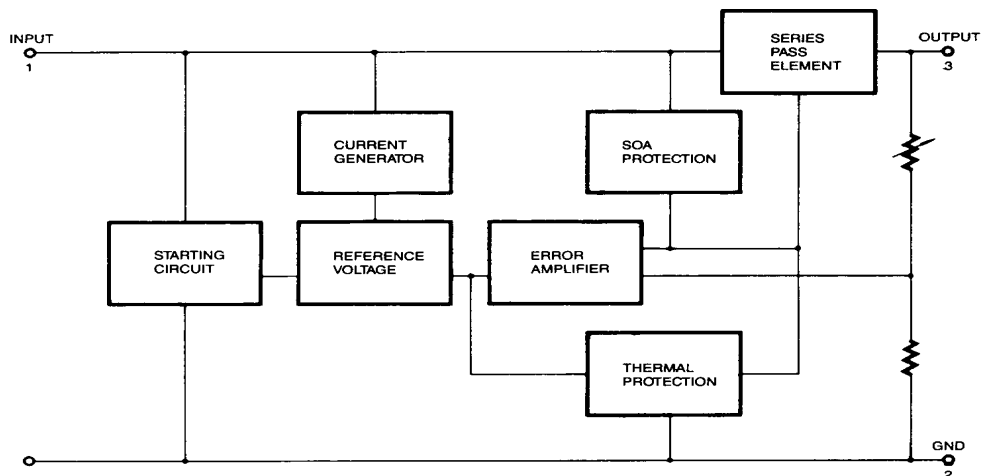 INPUT
1
SERIES
PASS
ELEMENT
OUTPUT
3
CURRENT
GENERATOR
SOA
PROTECTION
STARTING
CIRCUIT
REFERENCE
VOLTAGE
ERROR
AMPLIFIER
THERMAL
PROTECTION
GND
2